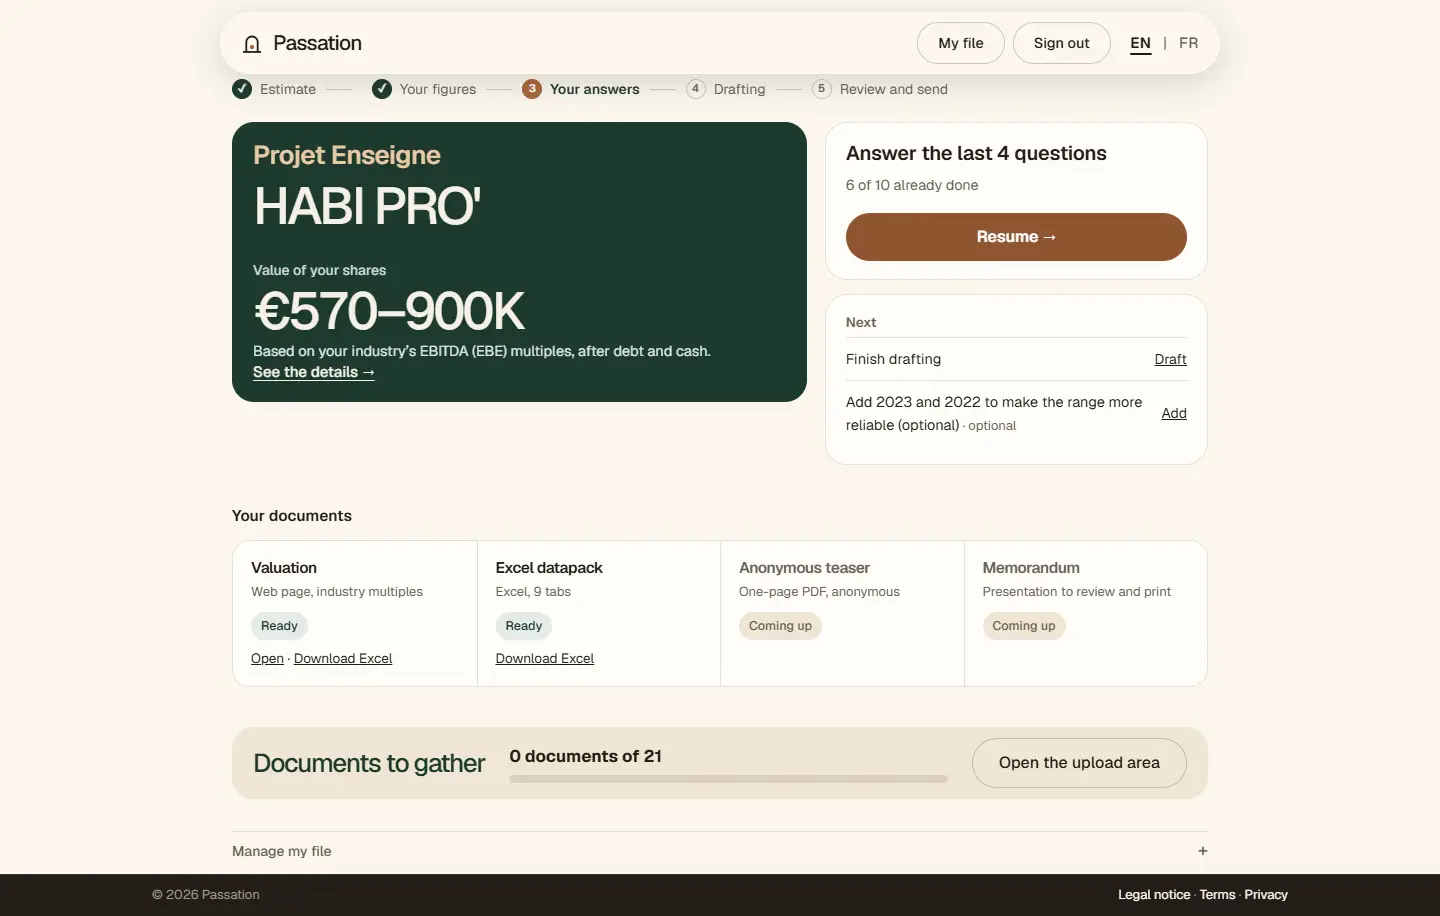 Passation
My file
Sign out
EN | FR
Estimate
Your figures
3 Your answers
4 Drafting
5 Review and send
Projet Enseigne
HABI PRO'
Value of your shares
€570–900K
Based on your industry’s EBITDA (EBE) multiples, after debt and cash.
See the details →
Answer the last 4 questions
6 of 10 already done
Resume →
Next
Finish drafting
Draft
Add 2023 and 2022 to make the range more
reliable (optional) · optional
Add
Your documents
Valuation
Web page, industry multiples
Ready
Open · Download Excel
Excel datapack
Excel, 9 tabs
Ready
Download Excel
Anonymous teaser
One-page PDF, anonymous
Coming up
Memorandum
Presentation to review and print
Coming up
Documents to gather
0 documents of 21
Open the upload area
Manage my file
+
© 2026 Passation
Legal notice · Terms · Privacy